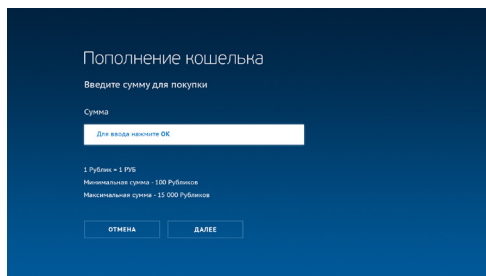 Пополнение кошелька
Введите сумму для покупки
Сумма
Для ввода нажмите OK
1 Рублик = 1 РУБ
Минимальная сумма - 100 Рубликов
Максимальная сумма - 15 000 Рубликов
ОТМЕНА ДАЛЕЕ